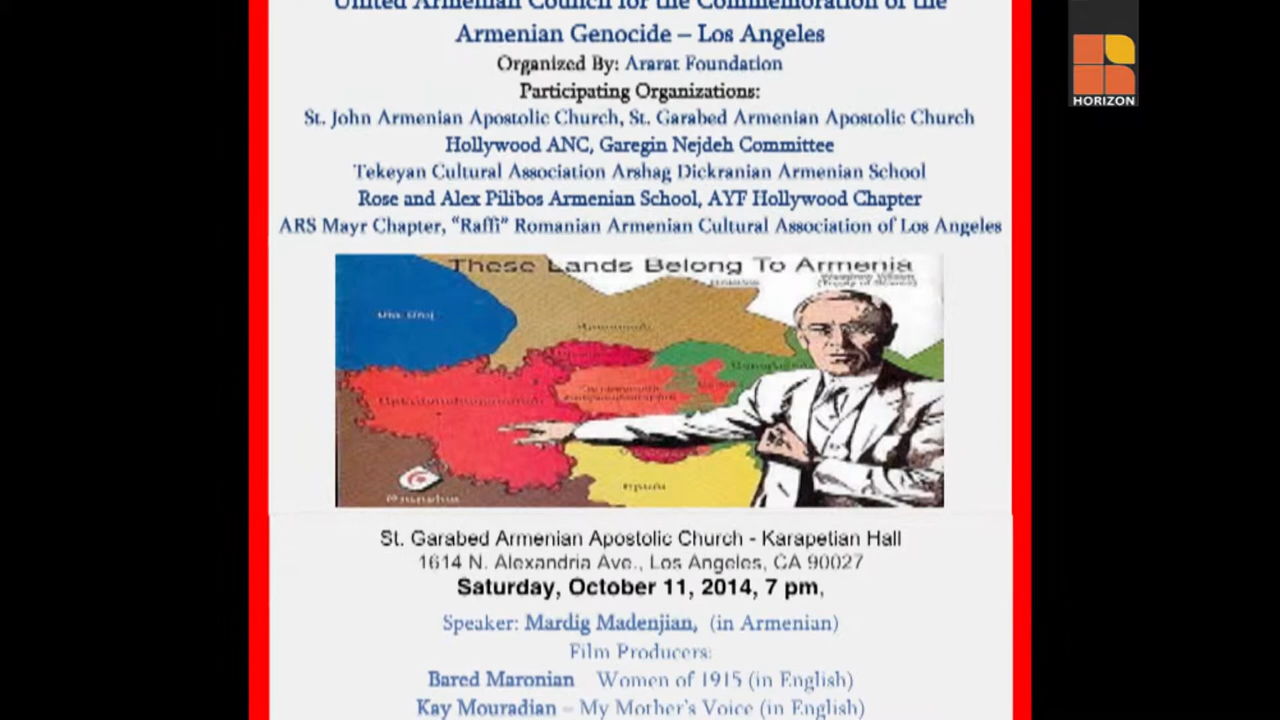 United Armenian Council for the Commemoration of the
Armenian Genocide – Los Angeles
Organized By: Ararat Foundation
Participating Organizations:
St. John Armenian Apostolic Church, St. Garabed Armenian Apostolic Church
Hollywood ANC, Garegin Nejdeh Committee
Tekeyan Cultural Association Arshag Dickranian Armenian School
Rose and Alex Pilibos Armenian School, AYF Hollywood Chapter
ARS Mayr Chapter, “Raffi” Romanian Armenian Cultural Association of Los Angeles
These Lands Belong To Armenia
St. Garabed Armenian Apostolic Church - Karapetian Hall
1614 N. Alexandria Ave., Los Angeles, CA 90027
Saturday, October 11, 2014, 7 pm,
Speaker: Mardig Madenjian, (in Armenian)
Film Producers:
Bared Maronian Women of 1915 (in English)
Kay Mouradian – My Mother's Voice (in English)
HORIZON